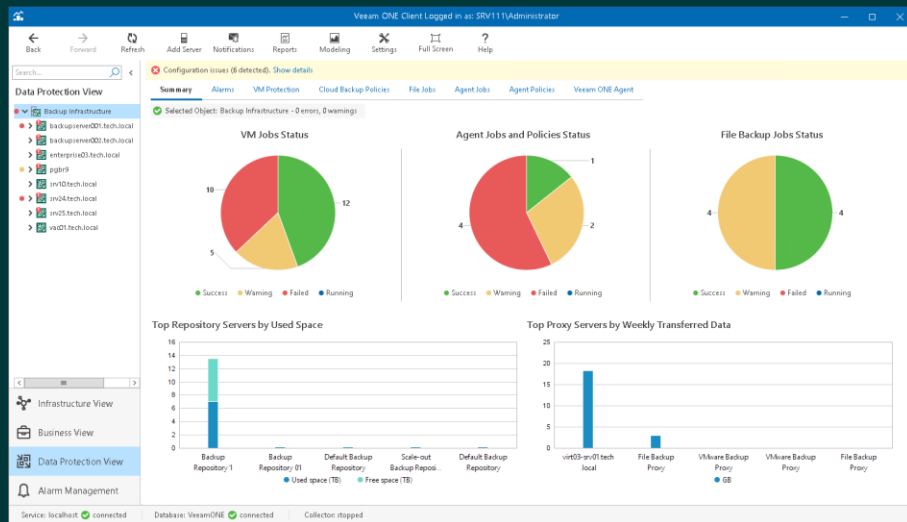 Veeam ONE Client Logged in as: SRV111\Administrator
Back
Forward
Refresh
Add Server
Notifications
Reports
Modeling
Settings
Full Screen
?
Help
Search...
Configuration issues (6 detected). Show details
Data Protection View
Summary
Alarms
VM Protection
Cloud Backup Policies
File Jobs
Agent Jobs
Agent Policies
Veeam ONE Agent
Selected Object: Backup Infrastructure - 0 errors, 0 warnings
Backup Infrastructure
backupserver001.tech.local
backupserver002.tech.local
enterprise03.tech.local
pgbr9
srv10.tech.local
srv24.tech.local
srv25.tech.local
vac01.tech.local
VM Jobs Status
10
12
5
Success
Warning
Failed
Running
Agent Jobs and Policies Status
1
4
2
Success
Warning
Failed
Running
File Backup Jobs Status
4
4
Success
Warning
Failed
Running
Top Repository Servers by Used Space
16
14
12
10
8
6
4
2
0
Backup
Repository 1
Backup
Repository 01
Default Backup
Repository
Scale-out
Backup Reposi...
Default Backup
Repository
Used space (TB)
Free space (TB)
Top Proxy Servers by Weekly Transferred Data
25
20
15
10
5
0
virt03-srv01.tech
local
File Backup
Proxy
VMware Backup
Proxy
VMware Backup
Proxy
File Backup
Proxy
GB
Infrastructure View
Business View
Data Protection View
Alarm Management
Service: localhost connected
Database: VeeamONE connected
Collector: stopped